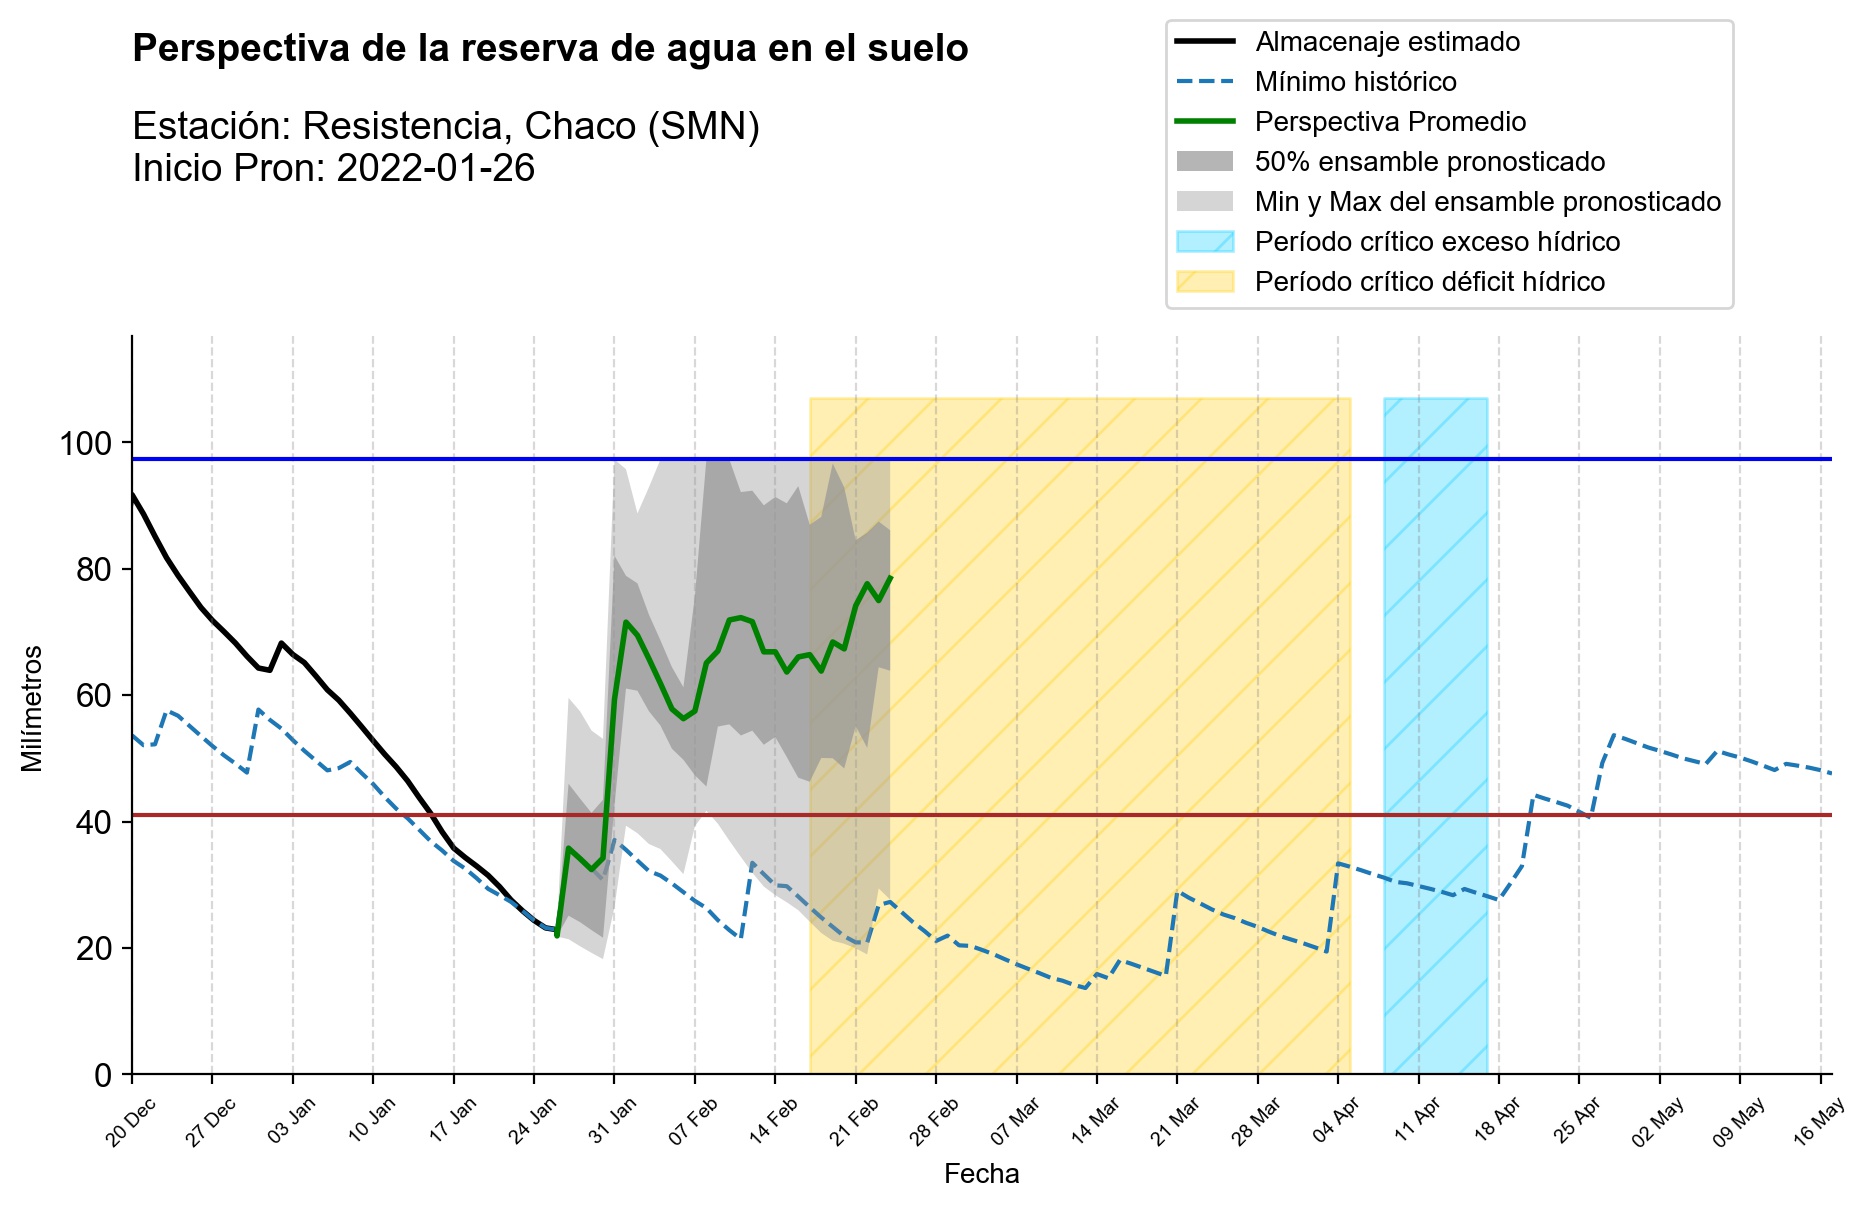 Perspectiva de la reserva de agua en el suelo
Estación: Resistencia, Chaco (SMN)
Inicio Pron: 2022-01-26
Almacenaje estimado
Mínimo histórico
Perspectiva Promedio
50% ensamble pronosticado
Min y Max del ensamble pronosticado
Período crítico exceso hídrico
Período crítico déficit hídrico
Milímetros
100
80
60
40
20
0
20 Dec
27 Dec
03 Jan
10 Jan
17 Jan
24 Jan
31 Jan
07 Feb
14 Feb
21 Feb
28 Feb
07 Mar
14 Mar
21 Mar
28 Mar
04 Apr
11 Apr
18 Apr
25 Apr
02 May
09 May
16 May
Fecha